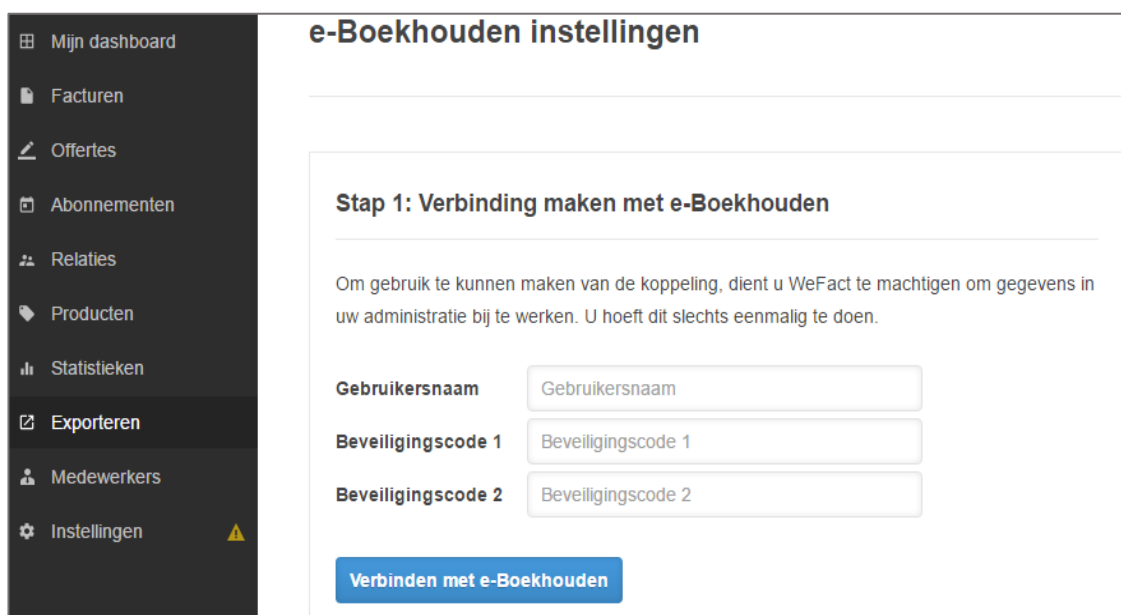 Mijn dashboard
Facturen
Offertes
Abonnementen
Relaties
Producten
Statistieken
Exporteren
Medewerkers
Instellingen
e-Boekhouden instellingen
Stap 1: Verbinding maken met e-Boekhouden
Om gebruik te kunnen maken van de koppeling, dient u WeFact te machtigen om gegevens in
uw administratie bij te werken. U hoeft dit slechts eenmalig te doen.
Gebruikersnaam Gebruikersnaam
Beveiligingscode 1 Beveiligingscode 1
Beveiligingscode 2 Beveiligingscode 2
Verbinden met e-Boekhouden